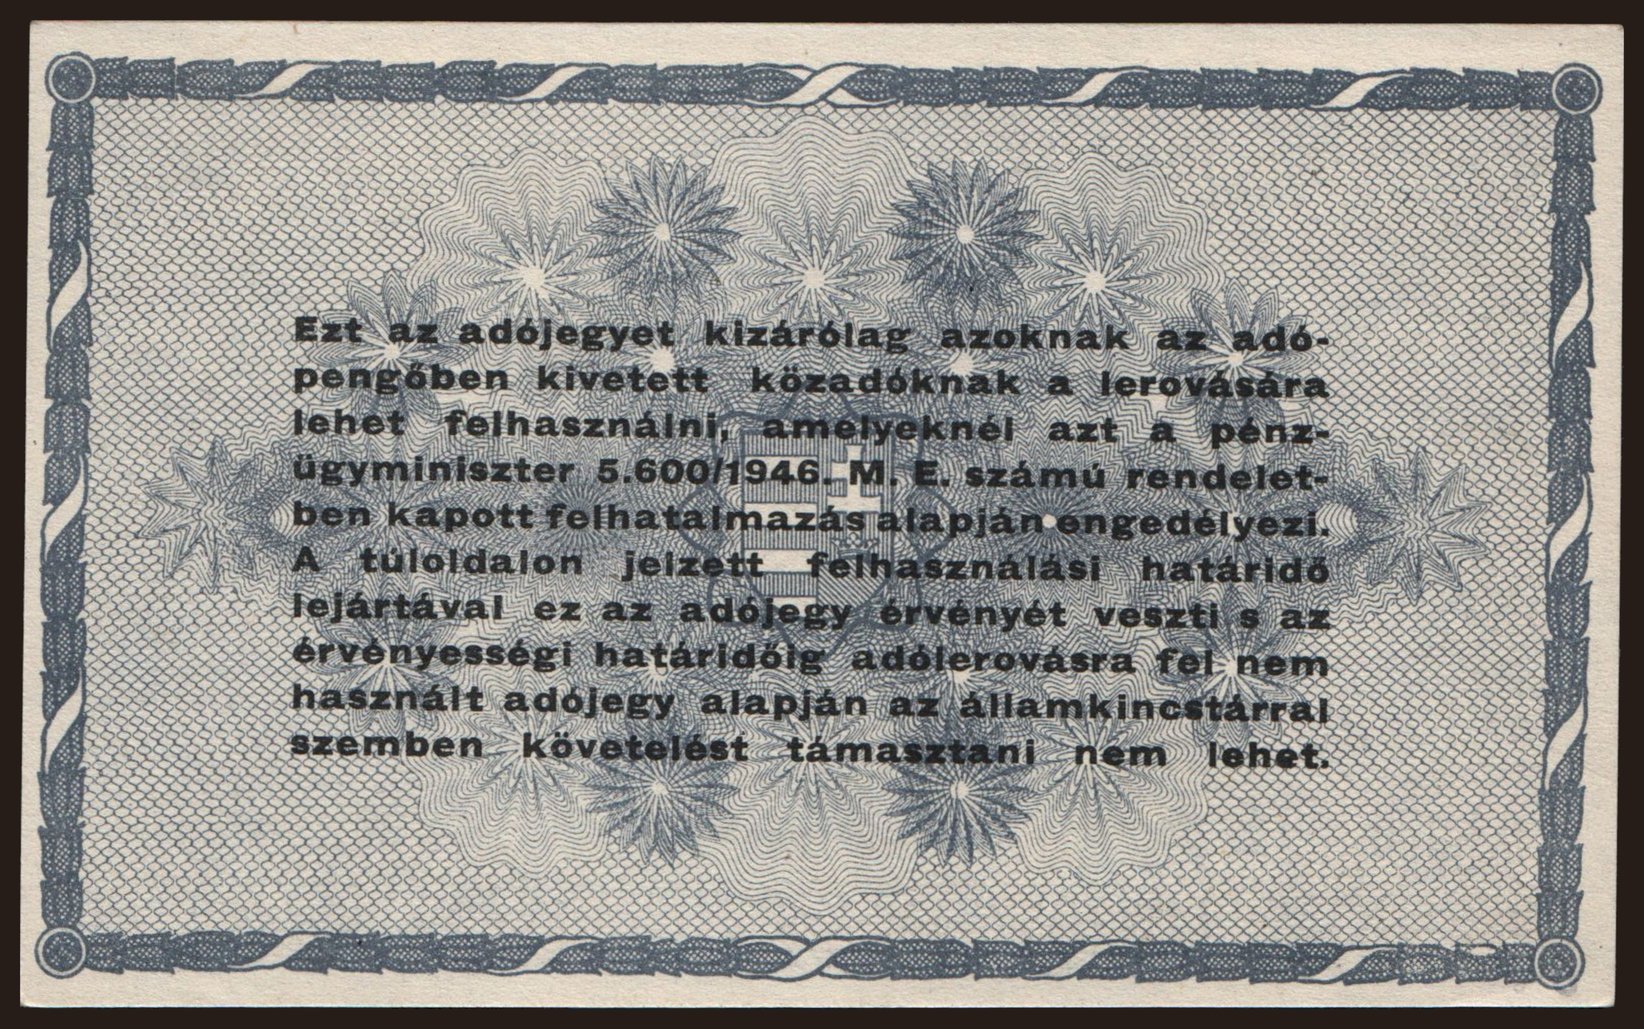 Ezt az adójegyet kizárólag azoknak az adó-
pengőben kivetett közadóknak a lerovására
lehet felhasználni, amelyeknél azt a pénz-
ügyminiszter 5.600/1946. M. E. számú rendelet-
ben kapott felhatalmazás alapján engedélyezi.
A túloldalon jelzett felhasználási határidő
lejártával ez az adójegy érvényét veszti s az
érvényességi határidőig adólerovásra fel nem
használt adójegy alapján az államkincstárral
szemben követelést támasztani nem lehet.